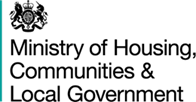 Ministry of Housing,
Communities &
Local Government